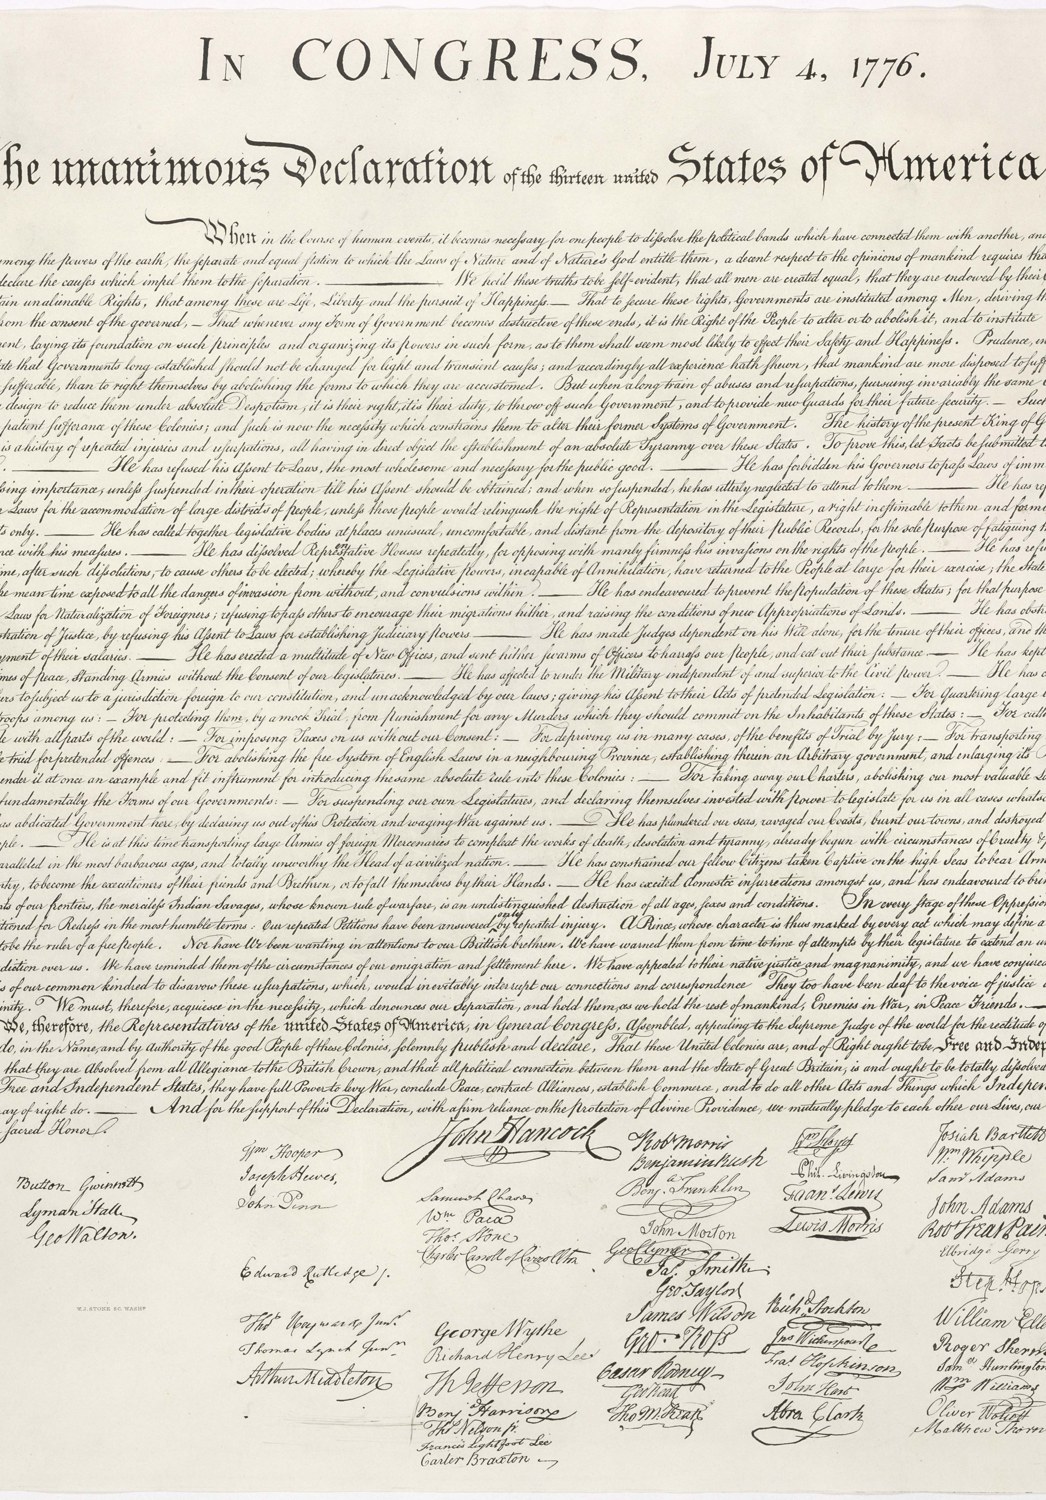 In CONGRESS, July 4, 1776.
he unanimous Declaration of the thirteen united States of America
When in the Course of human events, it becomes necessary for one people to dissolve the political bands which have connected them with another, and
among the powers of the earth, the separate and equal station to which the Laws of Nature and of Nature's God entitle them, a decent respect to the opinions of mankind requires tha
declare the causes which impel them to the separation. — We hold these truths to be self-evident, that all men are created equal, that they are endowed by their
tain unalienable Rights, that among these are Life, Liberty and the pursuit of Happiness — That to secure these rights, Governments are instituted among Men, deriving th
rom the consent of the governed, — That whenever any Form of Government becomes destructive of these ends, it is the Right of the People to alter or to abolish it, and to institute
ent, laying its foundation on such principles and organizing its powers in such form, as to them shall seem most likely to effect their Safety and Happiness. Prudence, in
te that Governments long established should not be changed for light and transient causes; and accordingly all experience hath shewn, that mankind are more disposed to suff
sufferable, than to right themselves by abolishing the forms to which they are accustomed. But when a long train of abuses and usurpations, pursuing invariably the same
design to reduce them under absolute Despotism, it is their right, it is their duty, to throw off such Government, and to provide new Guards for their future security. — Such
patient sufferance of these Colonies; and such is now the necessity which constrains them to alter their former Systems of Government. The history of the present King of G
is a history of repeated injuries and usurpations, all having in direct object the establishment of an absolute Tyranny over these States. To prove this, let Facts be submitted t
— He has refused his Assent to Laws, the most wholesome and necessary for the public good. — He has forbidden his Governors to pass Laws of imm
sing importance, unless suspended in their operation till his Assent should be obtained; and when so suspended, he has utterly neglected to attend to them — He has re
Laws for the accommodation of large districts of people, unless those people would relinquish the right of Representation in the Legislature, a right inestimable to them and form
ts only. — He has called together legislative bodies at places unusual, uncomfortable, and distant from the depository of their public Records, for the sole purpose of fatiguing th
nce with his measures. — He has dissolved Representative Houses repeatedly, for opposing with manly firmness his invasions on the rights of the people. — He has refu
ime, after such dissolutions, to cause others to be elected; whereby the Legislative powers, incapable of Annihilation, have returned to the People at large for their exercise; the State
he mean time exposed to all the dangers of invasion from without, and convulsions within. — He has endeavoured to prevent the population of these States; for that purpose
Laws for Naturalization of Foreigners; refusing to pass others to encourage their migrations hither, and raising the conditions of new Appropriations of Lands. — He has obst
stration of Justice, by refusing his Assent to Laws for establishing Judiciary powers — He has made Judges dependent on his Will alone, for the tenure of their offices, and th
yment of their salaries. — He has erected a multitude of New Offices, and sent hither swarms of Officers to harrass our people, and eat out their substance. — He has kept
imes of peace, Standing Armies without the Consent of our legislatures. — He has affected to render the Military independent of and superior to the Civil power. — He has c
ers to subject us to a jurisdiction foreign to our constitution, and unacknowledged by our laws; giving his Assent to their Acts of pretended Legislation: — For Quartering large
troops among us: — For protecting them, by a mock Trial, from punishment for any Murders which they should commit on the Inhabitants of these States: — For cutt
de with all parts of the world: — For imposing Taxes on us without our Consent: — For depriving us in many cases, of the benefits of Trial by Jury: — For transporting
e tried for pretended offences — For abolishing the free System of English Laws in a neighbouring Province, establishing therein an Arbitrary government, and enlarging its
ender it at once an example and fit instrument for introducing the same absolute rule into these Colonies: — For taking away our Charters, abolishing our most valuable L
fundamentally the Forms of our Governments: — For suspending our own Legislatures, and declaring themselves invested with power to legislate for us in all cases whatso
has abdicated Government here, by declaring us out of his Protection and waging War against us. — He has plundered our seas, ravaged our Coasts, burnt our towns, and destroyed
ple. — He is at this time transporting large Armies of foreign Mercenaries to compleat the works of death, desolation and tyranny, already begun with circumstances of Cruelty &
paralleled in the most barbarous ages, and totally unworthy the Head of a civilized nation. — He has constrained our fellow Citizens taken Captive on the high Seas to bear Arm
try, to become the executioners of their friends and Brethren, or to fall themselves by their Hands. — He has excited domestic insurrections amongst us, and has endeavoured to brin
ts of our frontiers, the merciless Indian Savages, whose known rule of warfare, is an undistinguished destruction of all ages, sexes and conditions. In every stage of these Oppressio
tioned for Redress in the most humble terms: Our repeated Petitions have been answered only by repeated injury. A Prince, whose character is thus marked by every act which may define a
to be the ruler of a free people. Nor have We been wanting in attentions to our Brittish brethren. We have warned them from time to time of attempts by their legislature to extend an u
diction over us. We have reminded them of the circumstances of our emigration and settlement here. We have appealed to their native justice and magnanimity, and we have conjured
s of our common kindred to disavow these usurpations, which, would inevitably interrupt our connections and correspondence They too have been deaf to the voice of justice
inity. We must, therefore, acquiesce in the necessity, which denounces our Separation, and hold them, as we hold the rest of mankind, Enemies in War, in Peace Friends. —
We, therefore, the Representatives of the united States of America, in General Congress, Assembled, appealing to the Supreme Judge of the world for the rectitude of
do, in the Name, and by Authority of the good People of these Colonies, solemnly publish and declare, That these United Colonies are, and of Right ought to be Free and Indep
that they are Absolved from all Allegiance to the British Crown, and that all political connection between them and the State of Great Britain, is and ought to be totally dissolved
Free and Independent States, they have full Power to levy War, conclude Peace, contract Alliances, establish Commerce, and to do all other Acts and Things which Independen
ay of right do. — And for the support of this Declaration, with a firm reliance on the protection of divine Providence, we mutually pledge to each other our Lives, our
sacred Honor.
Button Gwinnett
Lyman Hall
Geo Walton.
W. J. STONE SC. WASHN.
Wm Hooper
Joseph Hewes,
John Penn
Edward Rutledge /.
Thos Heyward Junr.
Thomas Lynch Junr.
Arthur Middleton
John Hancock
Samuel Chase
Wm Paca
Thos Stone
Charles Carroll of Carrollton
George Wythe
Richard Henry Lee
Th Jefferson
Benj Harrison
Thos Nelson jr.
Francis Lightfoot Lee
Carter Braxton
Robt Morris
Benjamin Rush
Benj. Franklin
John Morton
Geo Clymer
Jas. Smith
Geo. Taylor
James Wilson
Geo. Ross
Caesar Rodney
Geo Read
Tho M:Kean
Wm Floyd
Phil. Livingston
Frans. Lewis
Lewis Morris
Richd. Stockton
Jno Witherspoon
Fras. Hopkinson
John Hart
Abra Clark
Josiah Bartlett
Wm Whipple
Saml Adams
John Adams
Robt Treat Pain
Elbridge Gerry
Step. Hop
William Elle
Roger Sherm
Saml Huntington
Wm Williams
Oliver Wolcott
Matthew Thorn